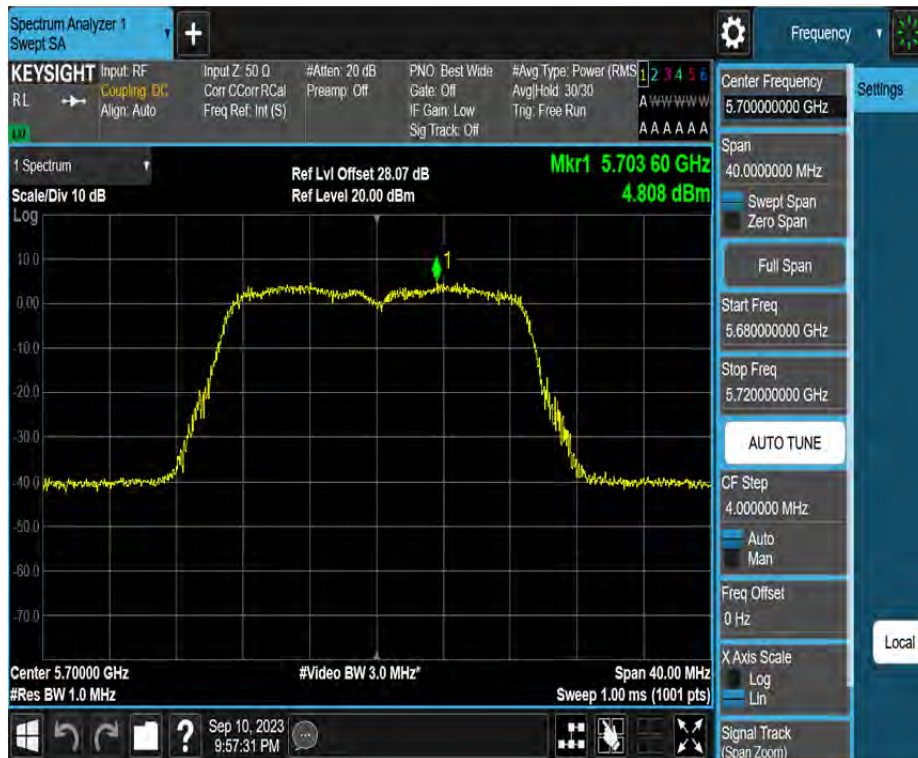 Spectrum Analyzer 1
Swept SA
+
Frequency
KEYSIGHT
RL
Input: RF
Coupling: DC
Align: Auto
Input Z: 50 Ω
Corr CCorr RCal
Freq Ref: Int (S)
#Atten: 20 dB
Preamp: Off
PNO: Best Wide
Gate: Off
IF Gain: Low
Sig Track: Off
#Avg Type: Power (RMS
Avg|Hold: 30/30
Trig: Free Run
1 2 3 4 5 6
A W W W W W
A A A A A A
1 Spectrum
Scale/Div 10 dB
Ref Lvl Offset 28.07 dB
Ref Level 20.00 dBm
Mkr1 5.703 60 GHz
4.808 dBm
Log
10.0
0.00
-10.0
-20.0
-30.0
-40.0
-50.0
-60.0
-70.0
1
Center 5.70000 GHz
#Res BW 1.0 MHz
#Video BW 3.0 MHz*
Span 40.00 MHz
Sweep 1.00 ms (1001 pts)
?
Sep 10, 2023
9:57:31 PM
Center Frequency
5.700000000 GHz
Span
40.0000000 MHz
Swept Span
Zero Span
Full Span
Start Freq
5.680000000 GHz
Stop Freq
5.720000000 GHz
AUTO TUNE
CF Step
4.000000 MHz
Auto
Man
Freq Offset
0 Hz
X Axis Scale
Log
Lin
Signal Track
(Span Zoom)
Settings
Local